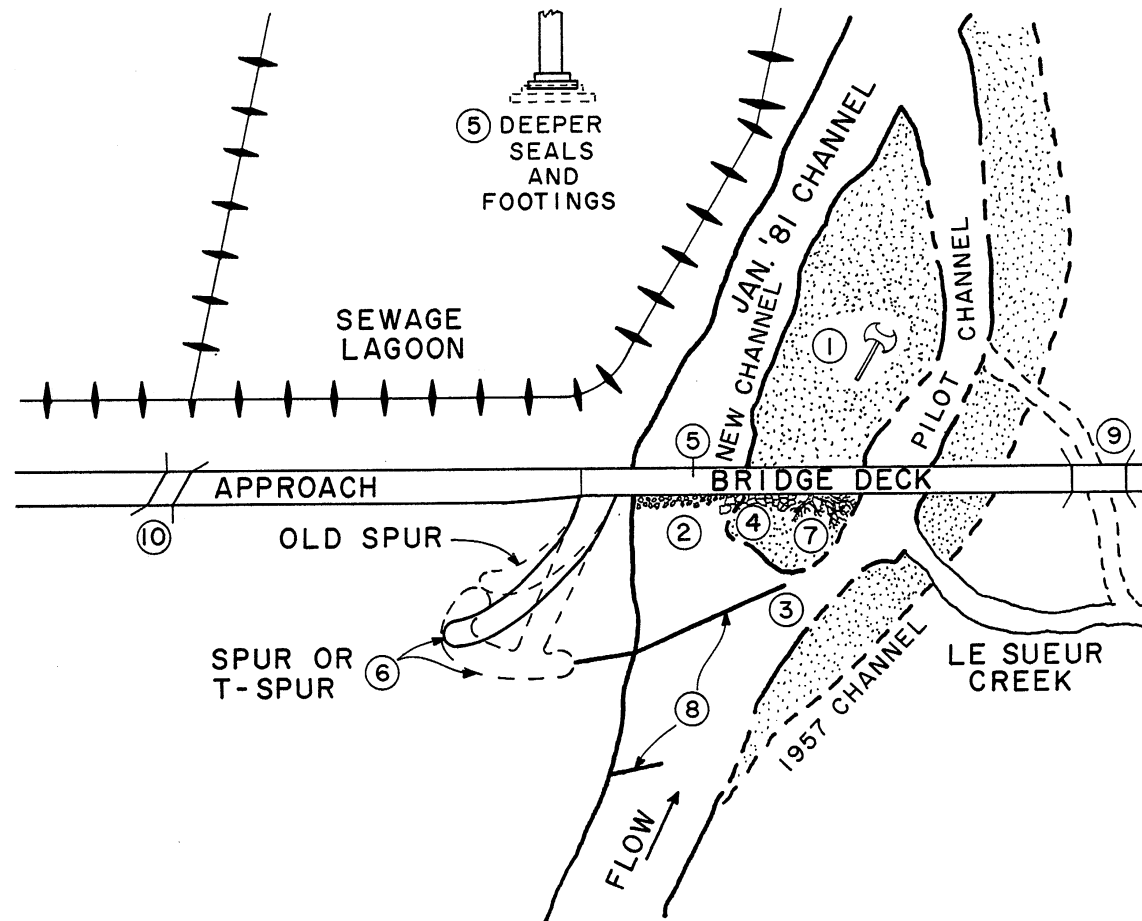 ⑤ DEEPER
SEALS
AND
FOOTINGS
JAN. '81 CHANNEL
NEW CHANNEL
CHANNEL
PILOT
SEWAGE
LAGOON
①
⑤
⑨
APPROACH
BRIDGE DECK
⑩
OLD SPUR
②
④
⑦
③
SPUR OR
T-SPUR
⑥
LE SUEUR
CREEK
⑧
1957 CHANNEL
FLOW